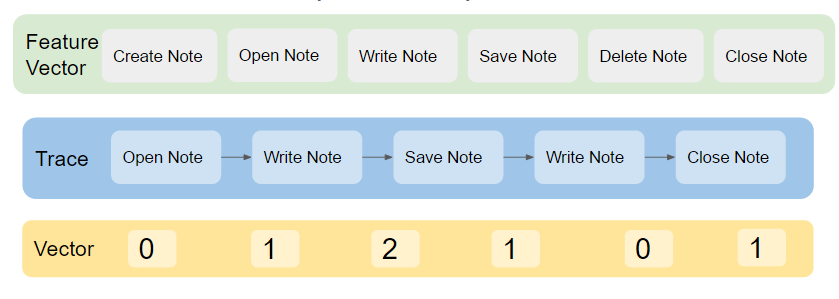 Feature
Vector
Create Note
Open Note
Write Note
Save Note
Delete Note
Close Note
Trace
Open Note
Write Note
Save Note
Write Note
Close Note
Vector
0
1
2
1
0
1